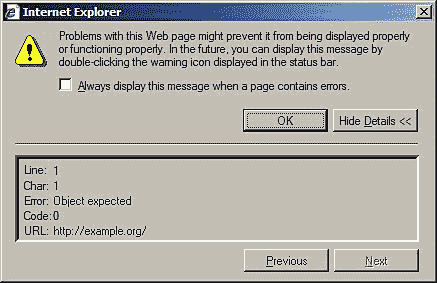 Internet Explorer
Problems with this Web page might prevent it from being displayed properly
or functioning properly. In the future, you can display this message by
double-clicking the warning icon displayed in the status bar.
Always display this message when a page contains errors.
OK
Hide Details <<
Line: 1
Char: 1
Error: Object expected
Code:0
URL: http://example.org/
Previous
Next